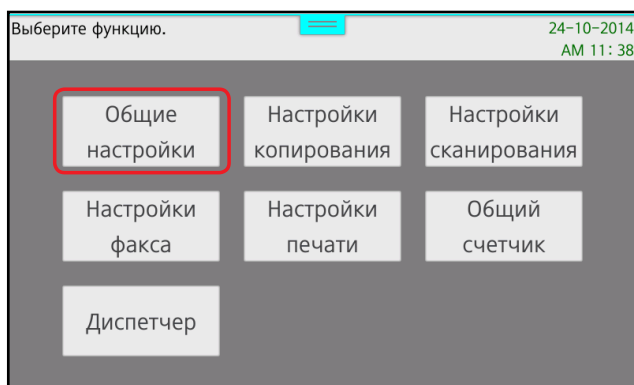 Выберите функцию.
24-10-2014
AM 11: 38
Общие
настройки
Настройки
копирования
Настройки
сканирования
Настройки
факса
Настройки
печати
Общий
счетчик
Диспетчер